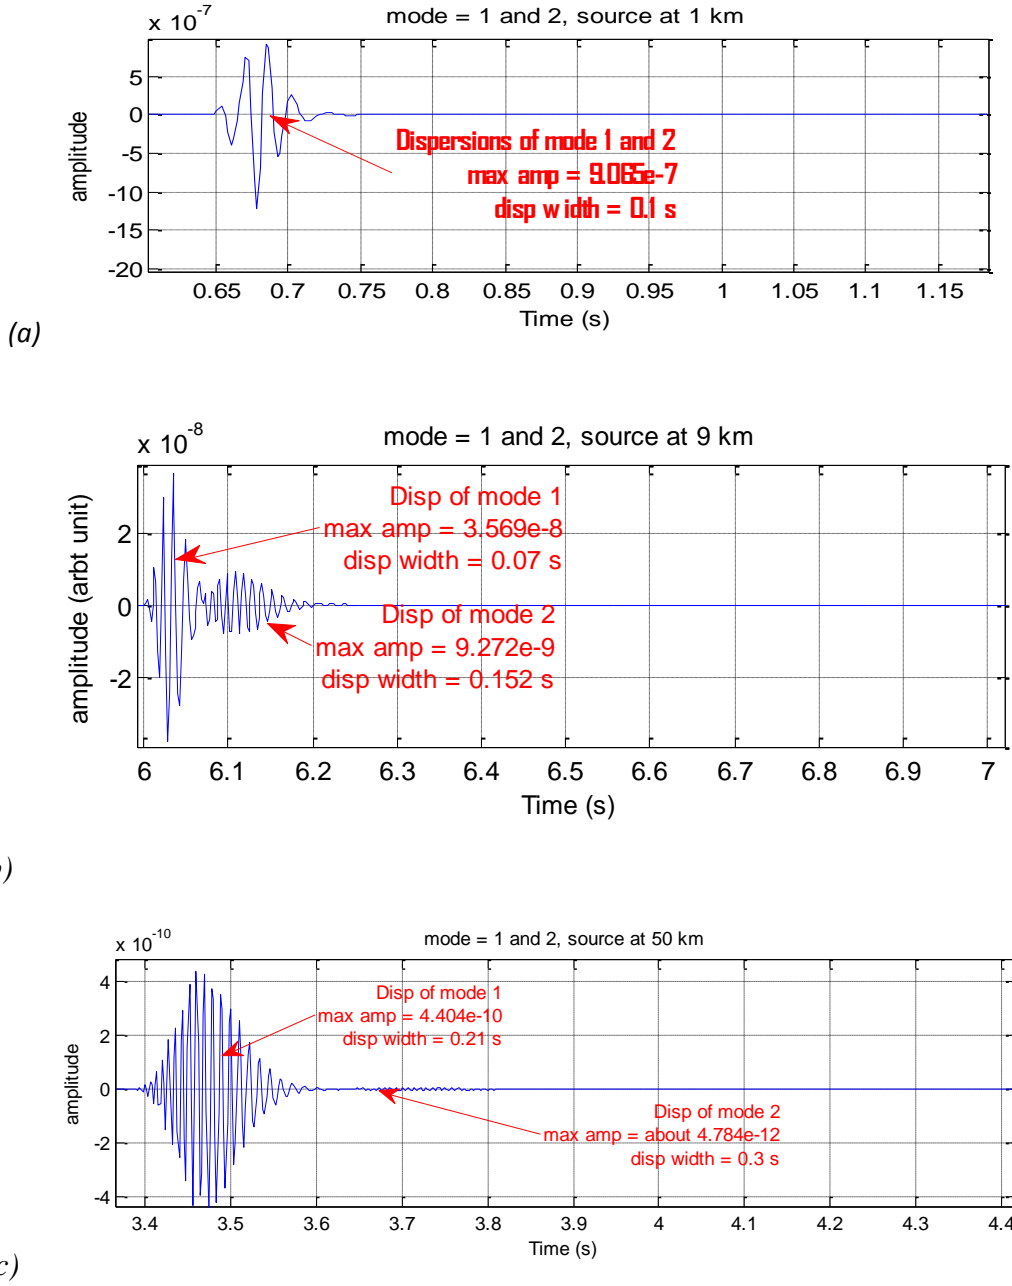 x 10-7
mode = 1 and 2, source at 1 km
5
0
-5
-10
-15
-20
amplitude
Dispersions of mode 1 and 2
max amp = 9.065e-7
disp width = 0.1 s
0.65 0.7 0.75 0.8 0.85 0.9 0.95 1 1.05 1.1 1.15
Time (s)
(a)
x 10-8
mode = 1 and 2, source at 9 km
2
0
-2
amplitude (arbt unit)
Disp of mode 1
max amp = 3.569e-8
disp width = 0.07 s
Disp of mode 2
max amp = 9.272e-9
disp width = 0.152 s
6 6.1 6.2 6.3 6.4 6.5 6.6 6.7 6.8 6.9 7
Time (s)
)
x 10-10
mode = 1 and 2, source at 50 km
4
2
0
-2
-4
amplitude
Disp of mode 1
max amp = 4.404e-10
disp width = 0.21 s
Disp of mode 2
max amp = about 4.784e-12
disp width = 0.3 s
3.4 3.5 3.6 3.7 3.8 3.9 4 4.1 4.2 4.3 4.4
Time (s)
c)